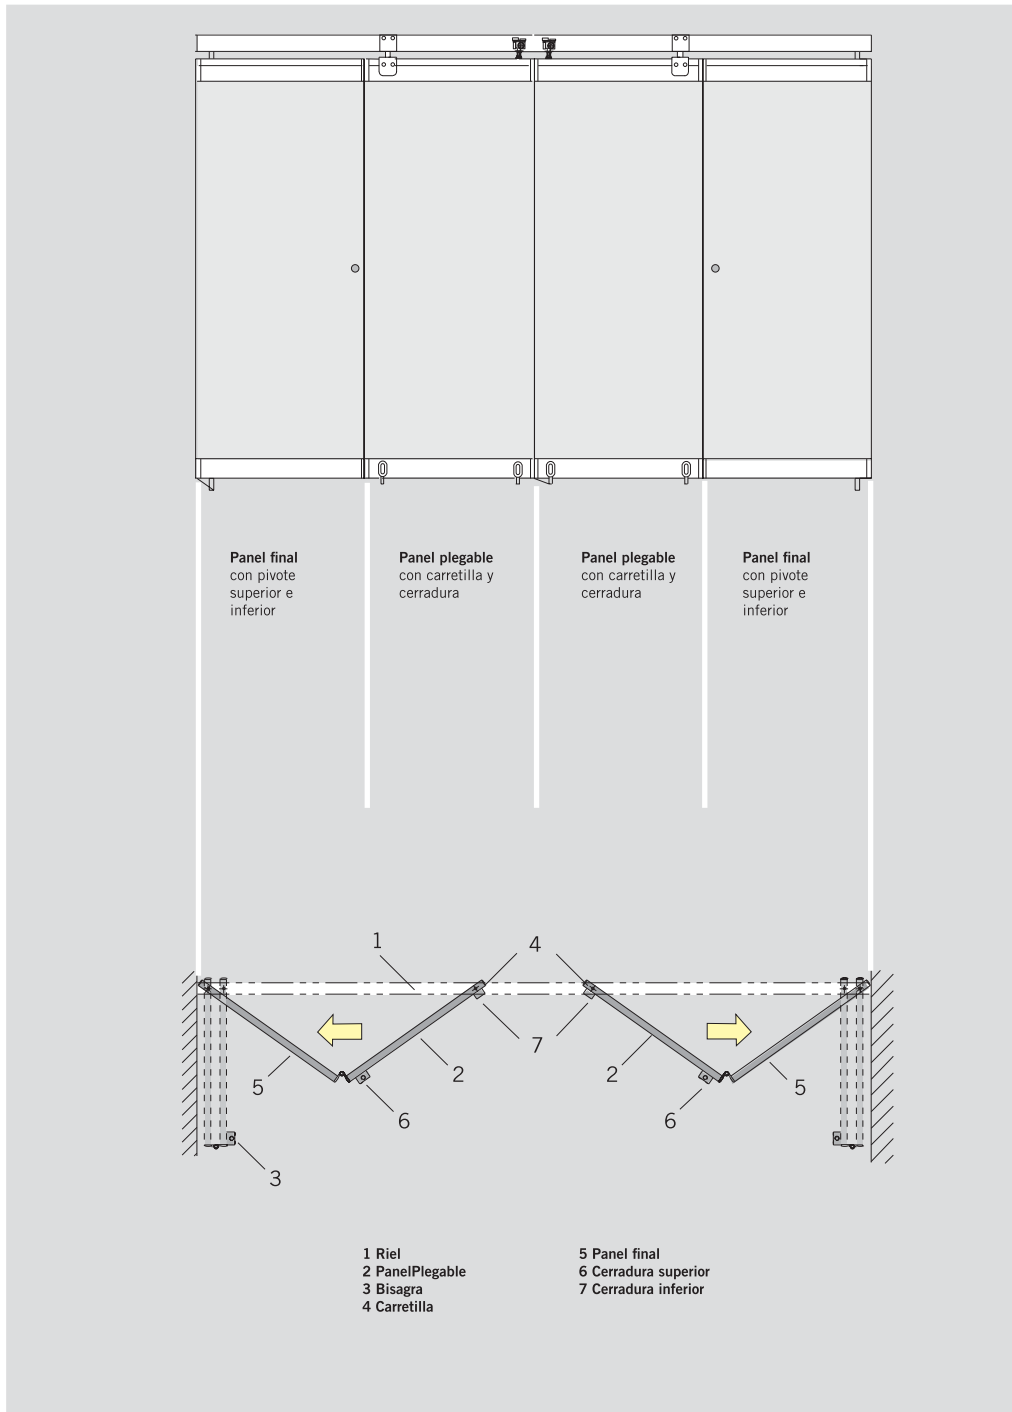 Panel final
con pivote
superior e
inferior
Panel plegable
con carretilla y
cerradura
Panel plegable
con carretilla y
cerradura
Panel final
con pivote
superior e
inferior
1
4
7
5
2
2
5
6
6
3
1 Riel
2 PanelPlegable
3 Bisagra
4 Carretilla
5 Panel final
6 Cerradura superior
7 Cerradura inferior